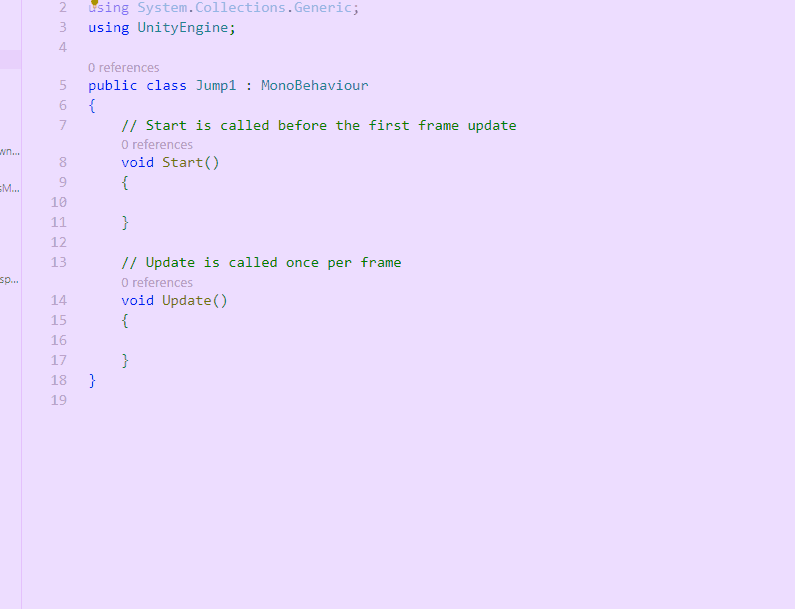 2 using System.Collections.Generic;
3 using UnityEngine;
4
0 references
5 public class Jump1 : MonoBehaviour
6 {
7 // Start is called before the first frame update
0 references
8 void Start()
9 {
10
11 }
12
13 // Update is called once per frame
0 references
14 void Update()
15 {
16
17 }
18 }
19
wn...
sM...
sp...